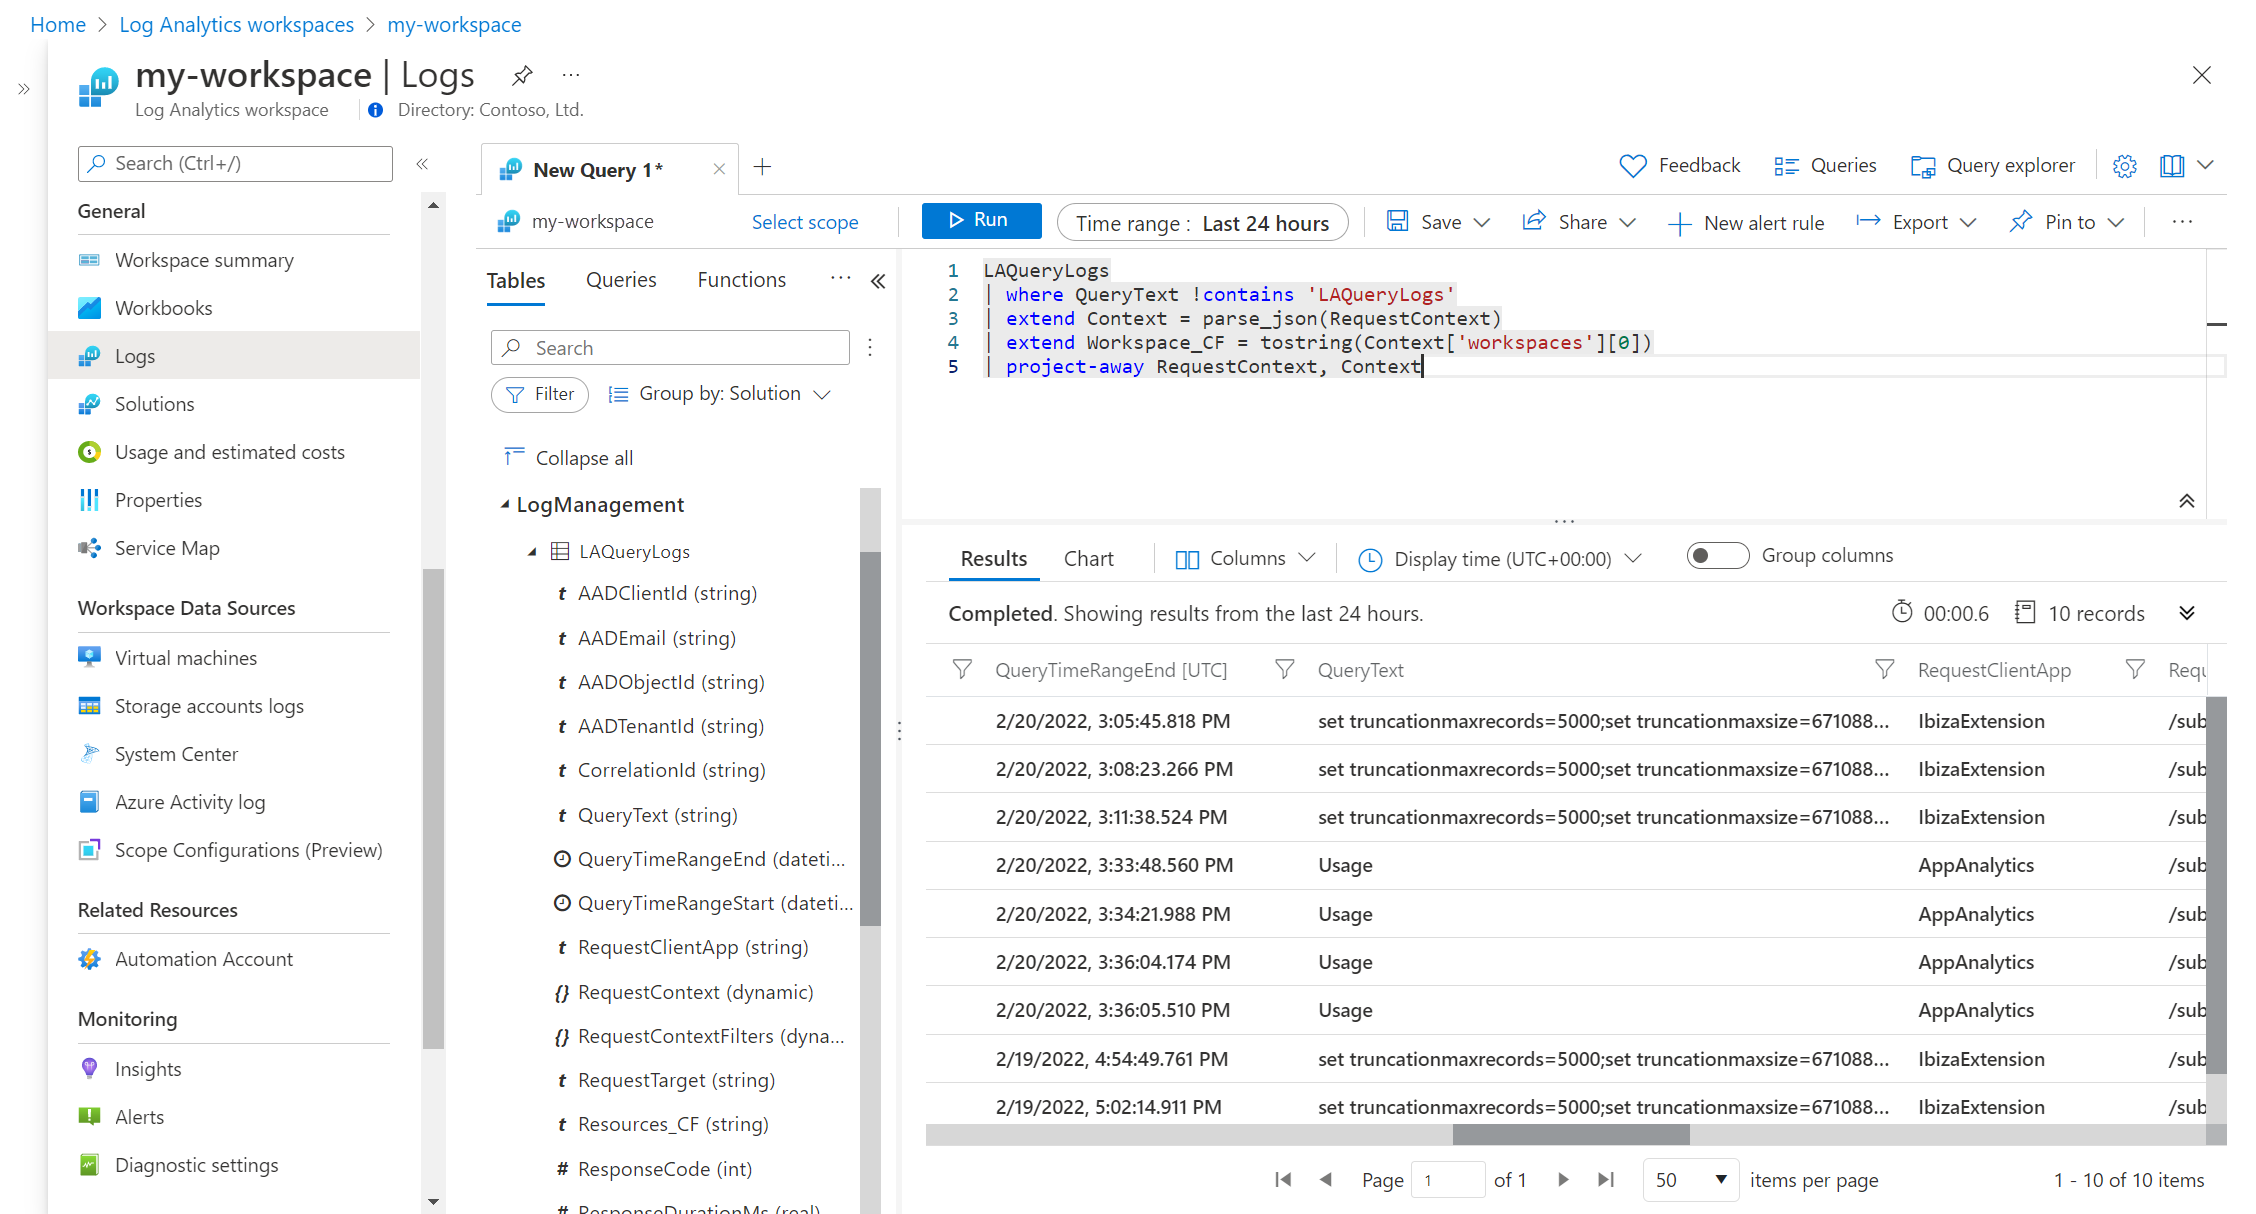 Home > Log Analytics workspaces > my-workspace
my-workspace | Logs ...
Log Analytics workspace
Directory: Contoso, Ltd.
Search (Ctrl+/)
General
Workspace summary
Workbooks
Logs
Solutions
Usage and estimated costs
Properties
Service Map
Workspace Data Sources
Virtual machines
Storage accounts logs
System Center
Azure Activity log
Scope Configurations (Preview)
Related Resources
Automation Account
Monitoring
Insights
Alerts
Diagnostic settings
New Query 1*
Feedback
Queries
Query explorer
my-workspace
Select scope
Run
Time range : Last 24 hours
Save
Share
New alert rule
Export
Pin to
...
Tables
Queries
Functions
...
Search
Filter
Group by: Solution
Collapse all
LogManagement
LAQueryLogs
t AADClientId (string)
t AADEmail (string)
t AADObjectId (string)
t AADTenantId (string)
t CorrelationId (string)
t QueryText (string)
QueryTimeRangeEnd (dateti...
QueryTimeRangeStart (dateti...
t RequestClientApp (string)
{} RequestContext (dynamic)
{} RequestContextFilters (dyna...
t RequestTarget (string)
t Resources_CF (string)
# ResponseCode (int)
# ResponseDurationMs (real)
1 LAQueryLogs
2 | where QueryText !contains 'LAQueryLogs'
3 | extend Context = parse_json(RequestContext)
4 | extend Workspace_CF = tostring(Context['workspaces'][0])
5 | project-away RequestContext, Context
Results
Chart
Columns
Display time (UTC+00:00)
Group columns
Completed. Showing results from the last 24 hours.
00:00.6
10 records
QueryTimeRangeEnd [UTC] QueryText RequestClientApp Requ
2/20/2022, 3:05:45.818 PM set truncationmaxrecords=5000;set truncationmaxsize=671088... IbizaExtension /sub
2/20/2022, 3:08:23.266 PM set truncationmaxrecords=5000;set truncationmaxsize=671088... IbizaExtension /sub
2/20/2022, 3:11:38.524 PM set truncationmaxrecords=5000;set truncationmaxsize=671088... IbizaExtension /sub
2/20/2022, 3:33:48.560 PM Usage AppAnalytics /sub
2/20/2022, 3:34:21.988 PM Usage AppAnalytics /sub
2/20/2022, 3:36:04.174 PM Usage AppAnalytics /sub
2/20/2022, 3:36:05.510 PM Usage AppAnalytics /sub
2/19/2022, 4:54:49.761 PM set truncationmaxrecords=5000;set truncationmaxsize=671088... IbizaExtension /sub
2/19/2022, 5:02:14.911 PM set truncationmaxrecords=5000;set truncationmaxsize=671088... IbizaExtension /sub
Page 1 of 1
50 items per page
1 - 10 of 10 items